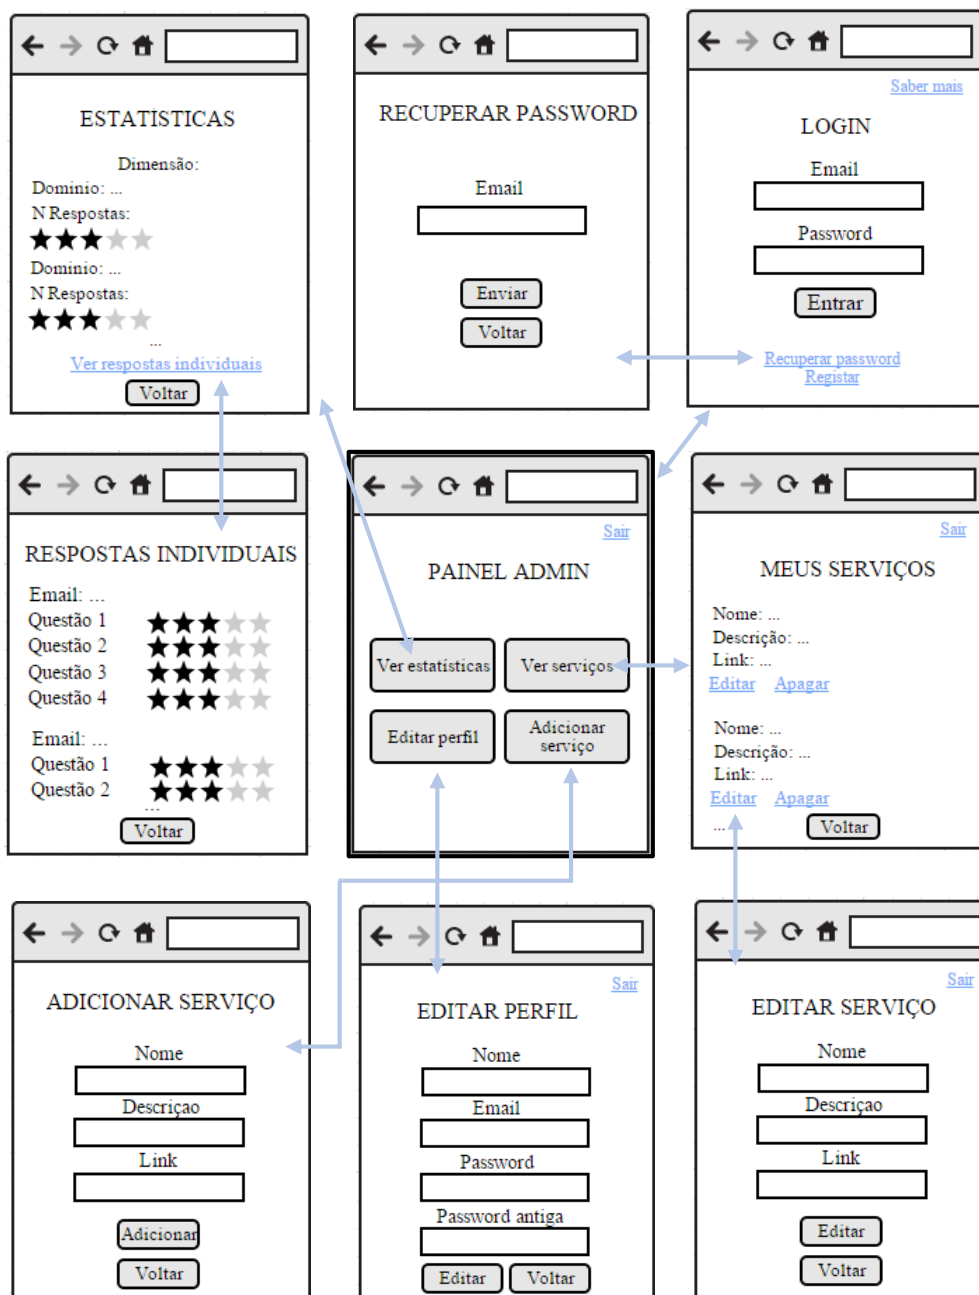 ESTATÍSTICAS
Dimensão:
Dominio: ...
N Respostas:
Dominio: ...
N Respostas:
...
Ver respostas individuais
Voltar
RECUPERAR PASSWORD
Email
Enviar
Voltar
Saber mais
LOGIN
Email
Password
Entrar
Recuperar password
Registar
RESPOSTAS INDIVIDUAIS
Email: ...
Questão 1
Questão 2
Questão 3
Questão 4
Email: ...
Questão 1
Questão 2
...
Voltar
Sair
PAINEL ADMIN
Ver estatísticas
Ver serviços
Editar perfil
Adicionar
serviço
Sair
MEUS SERVIÇOS
Nome: ...
Descrição: ...
Link: ...
Editar Apagar
Nome: ...
Descrição: ...
Link: ...
Editar Apagar
...
Voltar
ADICIONAR SERVIÇO
Nome
Descriçao
Link
Adicionar
Voltar
Sair
EDITAR PERFIL
Nome
Email
Password
Password antiga
Editar Voltar
Sair
EDITAR SERVIÇO
Nome
Descriçao
Link
Editar
Voltar